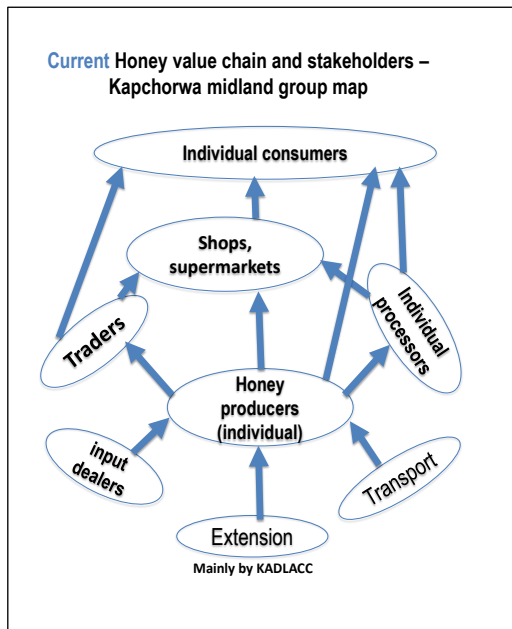 Current Honey value chain and stakeholders –
Kapchorwa midland group map
Individual consumers
Shops,
supermarkets
Traders
Individual
processors
Honey
producers
(individual)
input
dealers
Transport
Extension
Mainly by KADLACC